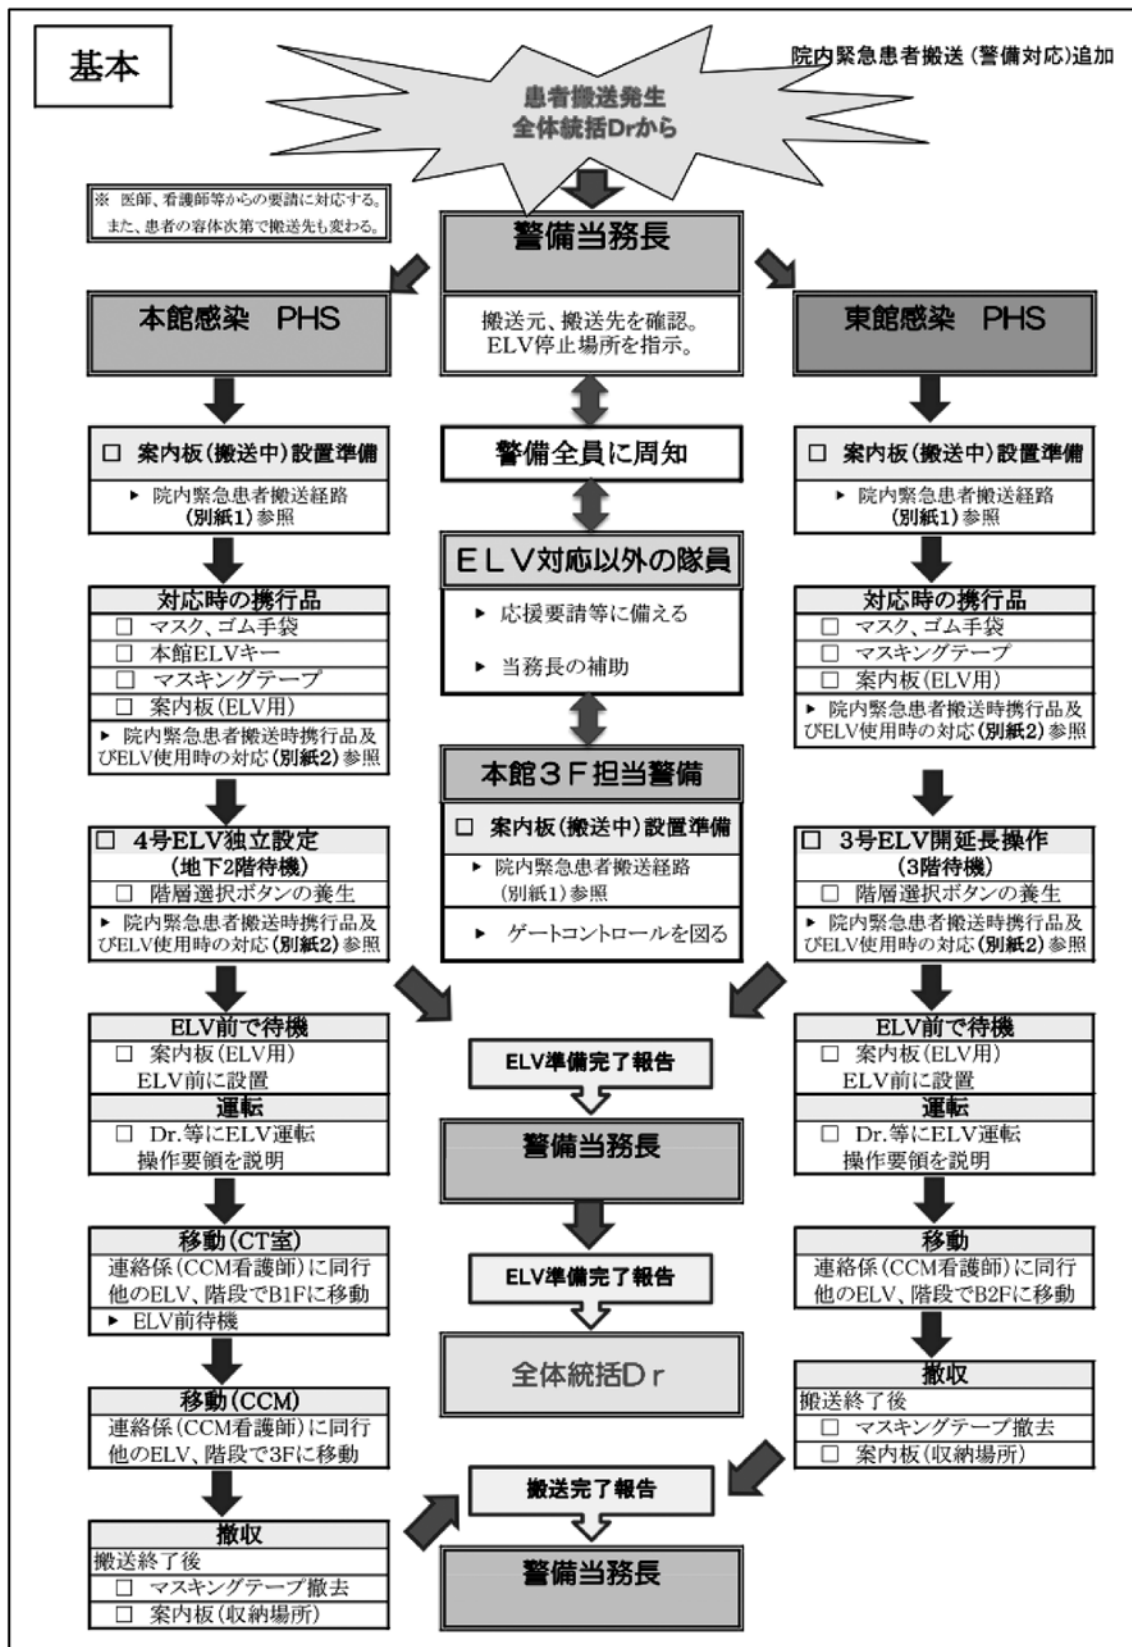 基本
院内緊急患者搬送(警備対応)追加
患者搬送発生
全体統括Drから
※ 医師、看護師等からの要請に対応する。
また、患者の容体次第で搬送先も変わる。
警備当務長
搬送元、搬送先を確認。
ELV停止場所を指示。
本館感染 PHS
□ 案内板(搬送中)設置準備
▶ 院内緊急患者搬送経路
(別紙1)参照
対応時の携行品
□ マスク、ゴム手袋
□ 本館ELVキー
□ マスキングテープ
□ 案内板(ELV用)
▶ 院内緊急患者搬送時携行品及
びELV使用時の対応(別紙2)参照
□ 4号ELV独立設定
(地下2階待機)
□ 階層選択ボタンの養生
▶ 院内緊急患者搬送時携行品及
びELV使用時の対応(別紙2)参照
ELV前で待機
□ 案内板(ELV用)
ELV前に設置
運転
□ Dr.等にELV運転
操作要領を説明
移動(CT室)
連絡係(CCM看護師)に同行
他のELV、階段でB1Fに移動
▶ ELV前待機
移動(CCM)
連絡係(CCM看護師)に同行
他のELV、階段で3Fに移動
撤収
搬送終了後
□ マスキングテープ撤去
□ 案内板(収納場所)
警備全員に周知
ELV対応以外の隊員
▶ 応援要請等に備える
▶ 当務長の補助
本館3F担当警備
□ 案内板(搬送中)設置準備
▶ 院内緊急患者搬送経路
(別紙1)参照
▶ ゲートコントロールを図る
ELV準備完了報告
警備当務長
ELV準備完了報告
全体統括Dr
搬送完了報告
警備当務長
東館感染 PHS
□ 案内板(搬送中)設置準備
▶ 院内緊急患者搬送経路
(別紙1)参照
対応時の携行品
□ マスク、ゴム手袋
□ マスキングテープ
□ 案内板(ELV用)
▶ 院内緊急患者搬送時携行品及
びELV使用時の対応(別紙2)参照
□ 3号ELV開延長操作
(3階待機)
□ 階層選択ボタンの養生
▶ 院内緊急患者搬送時携行品及
びELV使用時の対応(別紙2)参照
ELV前で待機
□ 案内板(ELV用)
ELV前に設置
運転
□ Dr.等にELV運転
操作要領を説明
移動
連絡係(CCM看護師)に同行
他のELV、階段でB2Fに移動
撤収
搬送終了後
□ マスキングテープ撤去
□ 案内板(収納場所)